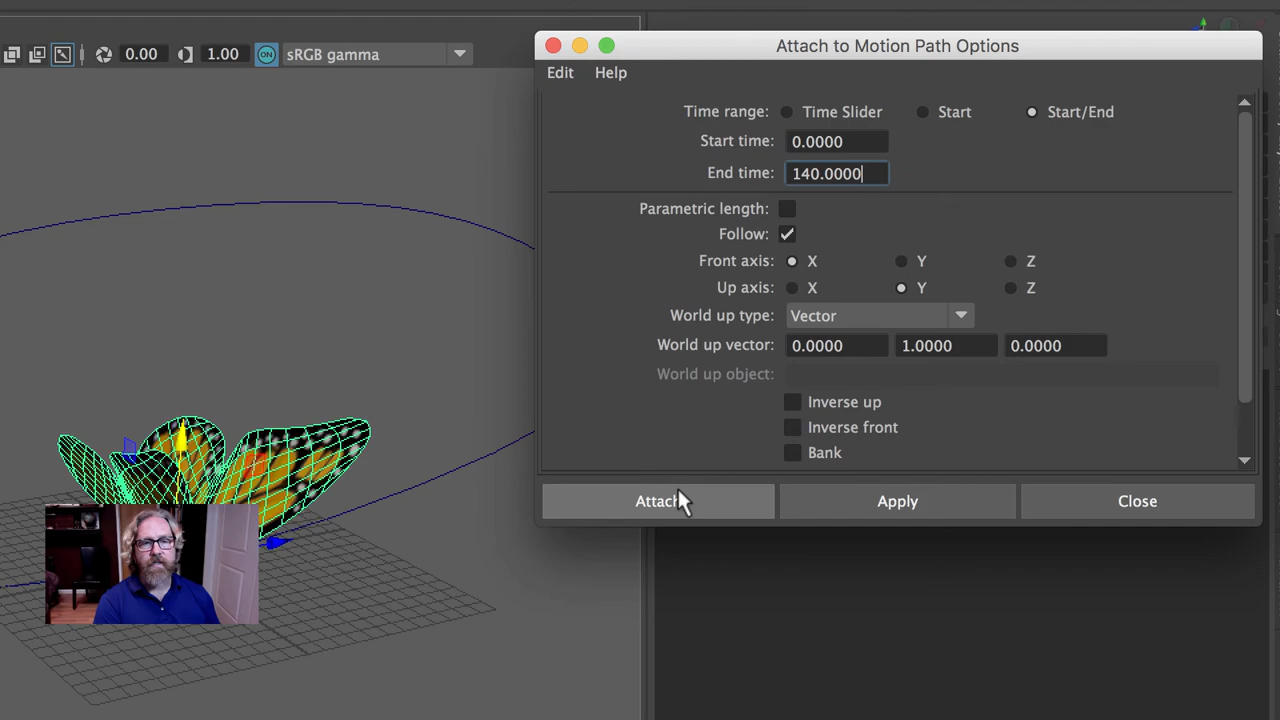 Attach to Motion Path Options
0.00 1.00 ON sRGB gamma
Edit Help
Time range: Time Slider Start Start/End
Start time: 0.0000
End time: 140.0000
Parametric length:
Follow:
Front axis: X Y Z
Up axis: X Y Z
World up type: Vector
World up vector: 0.0000 1.0000 0.0000
World up object:
Inverse up
Inverse front
Bank
Attach Apply Close